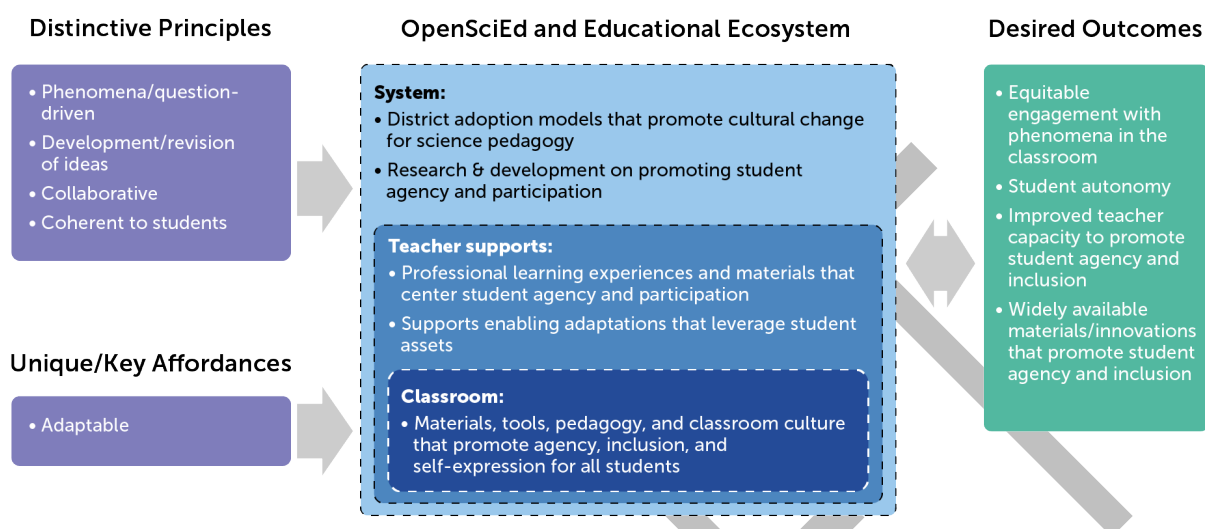 Distinctive Principles
• Phenomena/question-
driven
• Development/revision
of ideas
• Collaborative
• Coherent to students
Unique/Key Affordances
• Adaptable
OpenSciEd and Educational Ecosystem
System:
• District adoption models that promote cultural change
for science pedagogy
• Research & development on promoting student
agency and participation
Teacher supports:
• Professional learning experiences and materials that
center student agency and participation
• Supports enabling adaptations that leverage student
assets
Classroom:
• Materials, tools, pedagogy, and classroom culture
that promote agency, inclusion, and
self-expression for all students
Desired Outcomes
• Equitable
engagement with
phenomena in the
classroom
• Student autonomy
• Improved teacher
capacity to promote
student agency and
inclusion
• Widely available
materials/innovations
that promote student
agency and inclusion